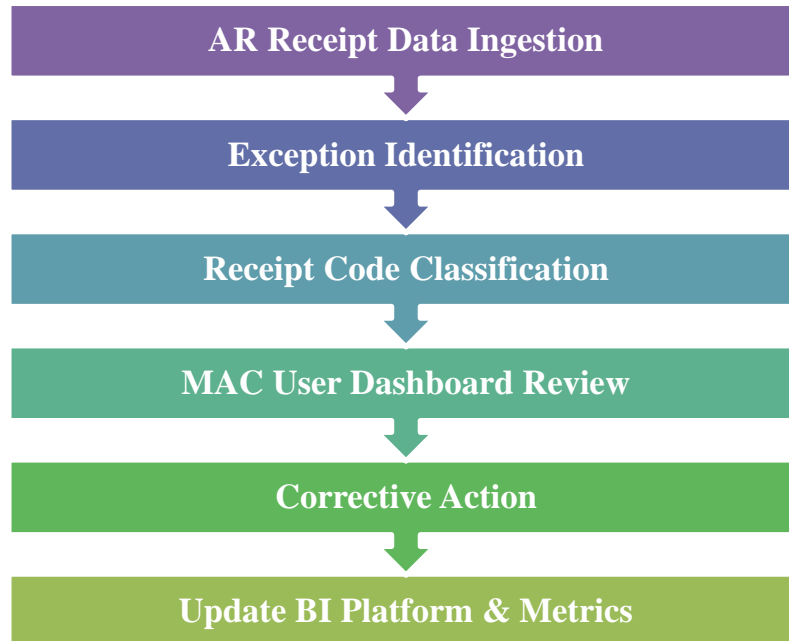 AR Receipt Data Ingestion
Exception Identification
Receipt Code Classification
MAC User Dashboard Review
Corrective Action
Update BI Platform & Metrics